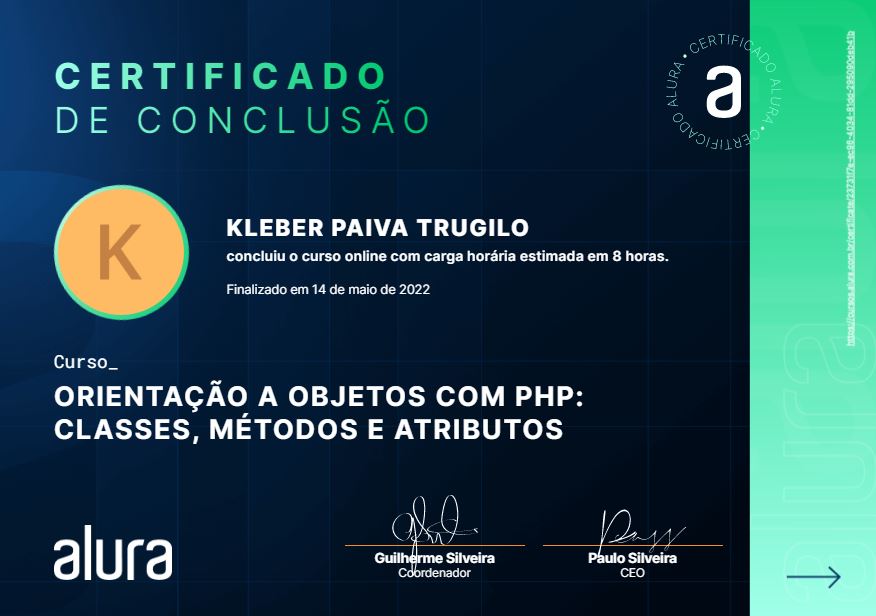 CERTIFICADO
DE CONCLUSÃO
CERTIFICADO ALURA • CERTIFICADO ALURA •
a
K
KLEBER PAIVA TRUGILO
concluiu o curso online com carga horária estimada em 8 horas.
Finalizado em 14 de maio de 2022
Curso_
ORIENTAÇÃO A OBJETOS COM PHP:
CLASSES, MÉTODOS E ATRIBUTOS
alura
Guilherme Silveira
Coordenador
Paulo Silveira
CEO
alura